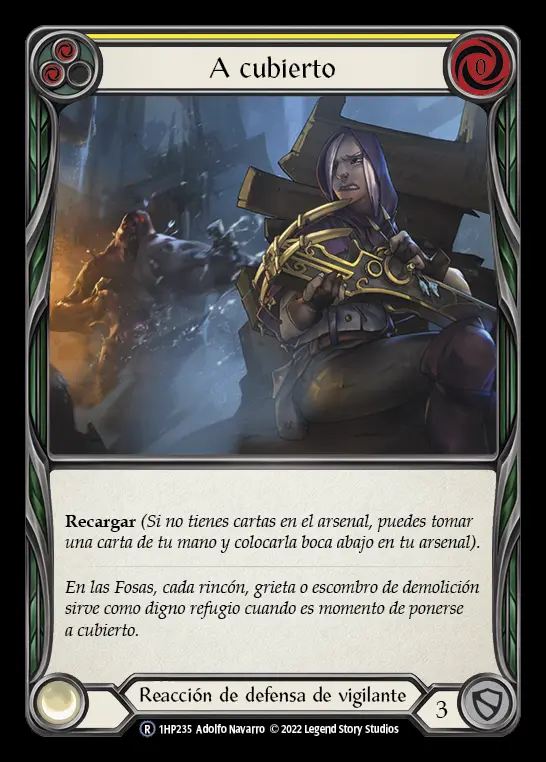 A cubierto
0
Recargar (Si no tienes cartas en el arsenal, puedes tomar
una carta de tu mano y colocarla boca abajo en tu arsenal).
En las Fosas, cada rincón, grieta o escombro de demolición
sirve como digno refugio cuando es momento de ponerse
a cubierto.
Reacción de defensa de vigilante
3
R 1HP235 Adolfo Navarro © 2022 Legend Story Studios